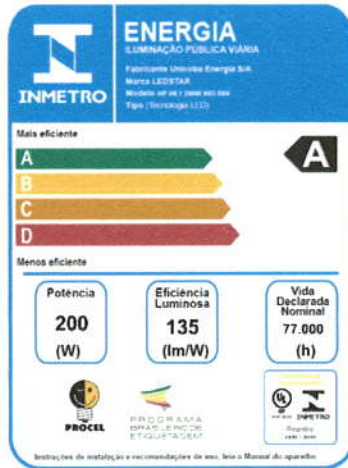 ENERGIA
ILUMINAÇÃO PÚBLICA VIÁRIA
Fabricante Unicoba Energia S/A
Marca LEDSTAR
Modelo
Tipo (Tecnologia LED)
INMETRO
Mais eficiente
A
A
B
C
D
Menos eficiente
Potência
200
(W)
Eficiência
Luminosa
135
(lm/W)
Vida
Declarada
Nominal
77.000
(h)
PROCEL
PROGRAMA
BRASILEIRO DE
ETIQUETAGEM
UL
INMETRO
Registro
Instruções de instalação e recomendações de uso, leia o Manual do aparelho